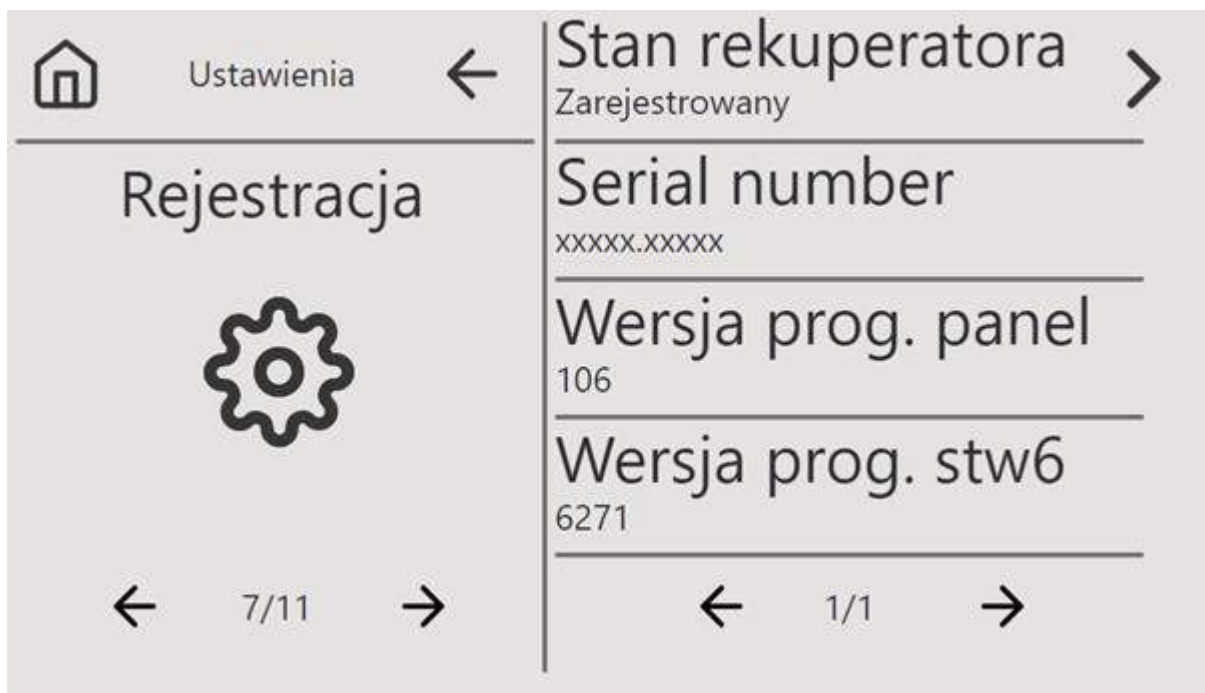 Ustawienia
Rejestracja
7/11
Stan rekuperatora
Zarejestrowany
Serial number
xxxxx.xxxxx
Wersja prog. panel
106
Wersja prog. stw6
6271
1/1